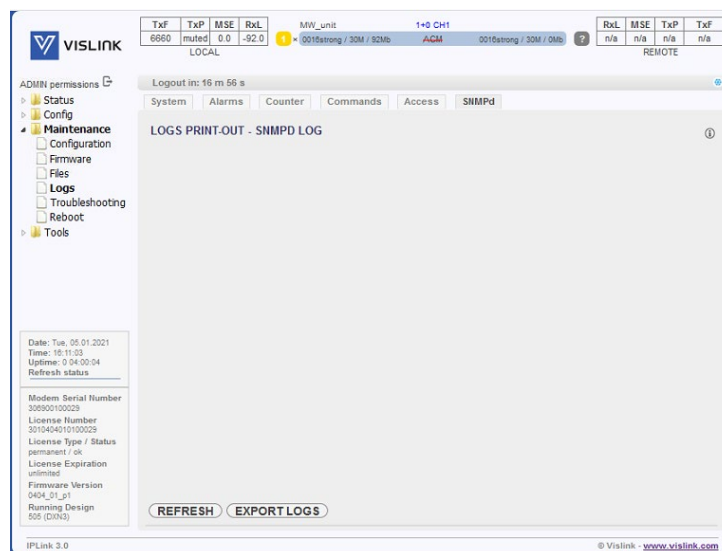 VISLINK
TxF TxP MSE RxL
6660 muted 0.0 -92.0
LOCAL
MW_unit 1+0 CH1
1 × 0016strong / 30M / 92Mb ACM 0016strong / 30M / 0Mb ?
RxL MSE TxP TxF
n/a n/a n/a n/a
REMOTE
ADMIN permissions
Status
Config
Maintenance
Configuration
Firmware
Files
Logs
Troubleshooting
Reboot
Tools
Logout in: 16 m 56 s
System Alarms Counter Commands Access SNMPd
LOGS PRINT-OUT - SNMPD LOG
Date: Tue, 05.01.2021
Time: 16:11:03
Uptime: 0 04:00:04
Refresh status
Modem Serial Number
306900100029
License Number
3010404010100029
License Type / Status
permanent / ok
License Expiration
unlimited
Firmware Version
0404_01_p1
Running Design
505 (DXN3)
REFRESH EXPORT LOGS
IPLink 3.0
© Vislink - www.vislink.com